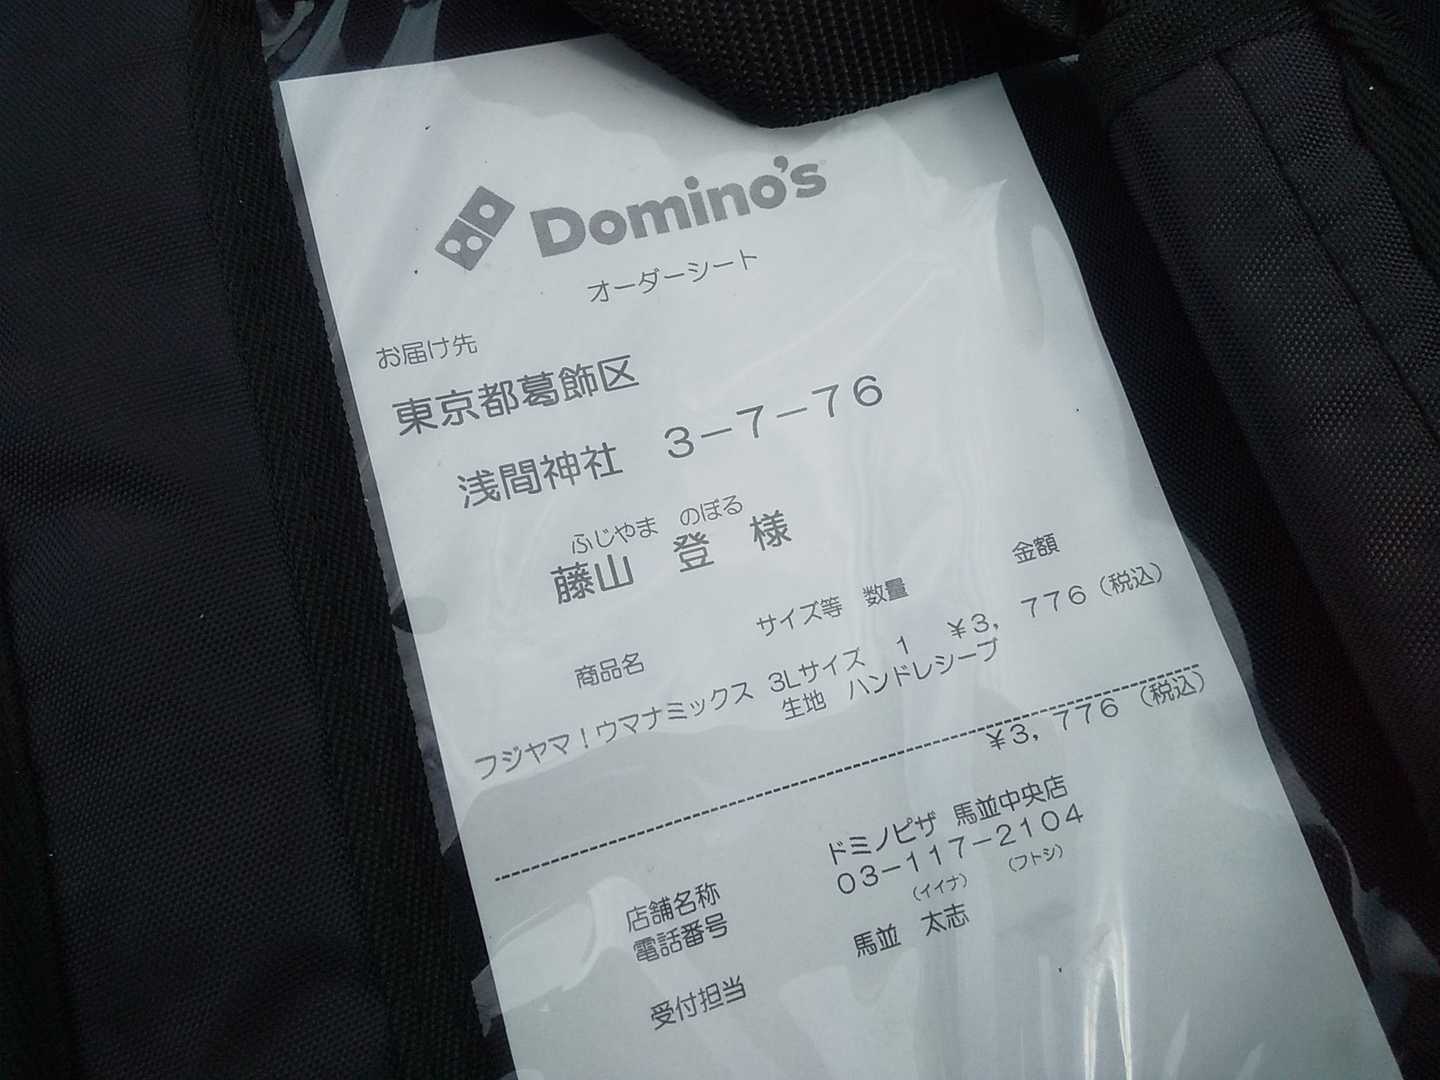 Domino's
オーダーシート
お届け先
東京都葛飾区
浅間神社 3-7-76
ふじやま のぼる
藤山 登 様
商品名 サイズ等 数量 金額
フジヤマ！ウマナミックス 3Lサイズ 1 ¥3,776(税込)
生地 ハンドレシーブ
¥3,776 (税込)
店舗名称 ドミノピザ 馬並中央店
電話番号 03-117-2104
(イイナ) (フトシ)
受付担当 馬並 太志